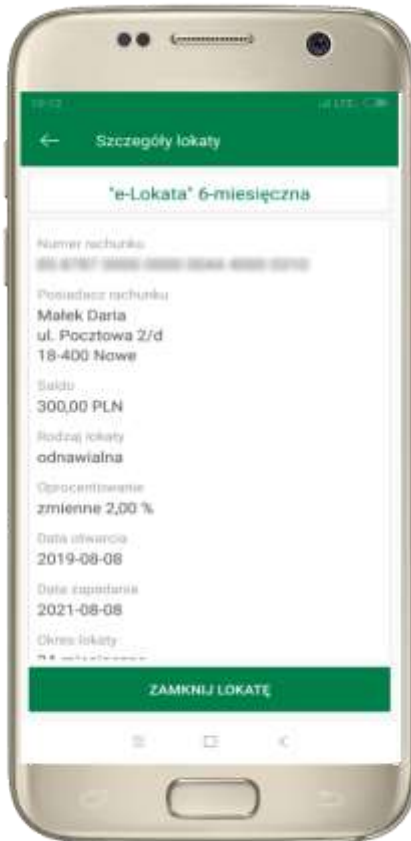 Szczegóły lokaty
"e-Lokata" 6-miesięczna
Numer rachunku
Posiadacz rachunku
Małek Daria
ul. Pocztowa 2/d
18-400 Nowe
Saldo
300,00 PLN
Rodzaj lokaty
odnawialna
Oprocentowanie
zmienne 2,00 %
Data otwarcia
2019-08-08
Data zapadania
2021-08-08
Okres lokaty
ZAMKNIJ LOKATĘ